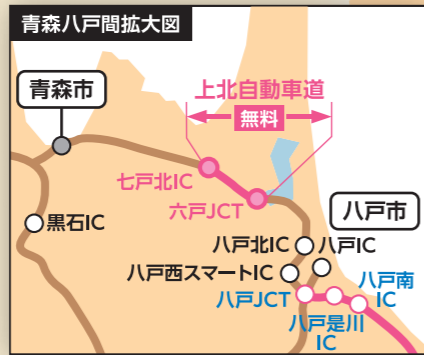 青森八戸間拡大図
青森市
上北自動車道
無料
七戸北IC
六戸JCT
黒石IC
八戸市
八戸北IC
八戸IC
八戸西スマートIC
八戸南
IC
八戸JCT
八戸是川
IC